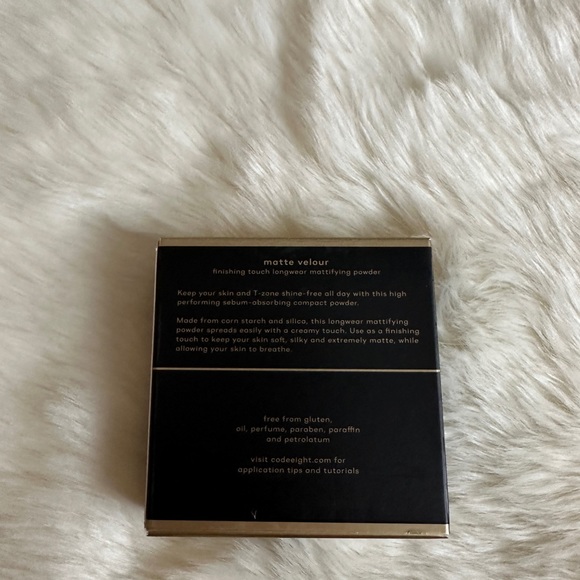 matte velour
finishing touch longwear mattifying powder
Keep your skin and T-zone shine-free all day with this high
performing sebum-absorbing compact powder.
Made from corn starch and silica, this longwear mattifying
powder spreads easily with a creamy touch. Use as a finishing
touch to keep your skin soft, silky and extremely matte, while
allowing your skin to breathe.
free from gluten,
oil, perfume, paraben, paraffin
and petrolatum
visit codeeight.com for
application tips and tutorials